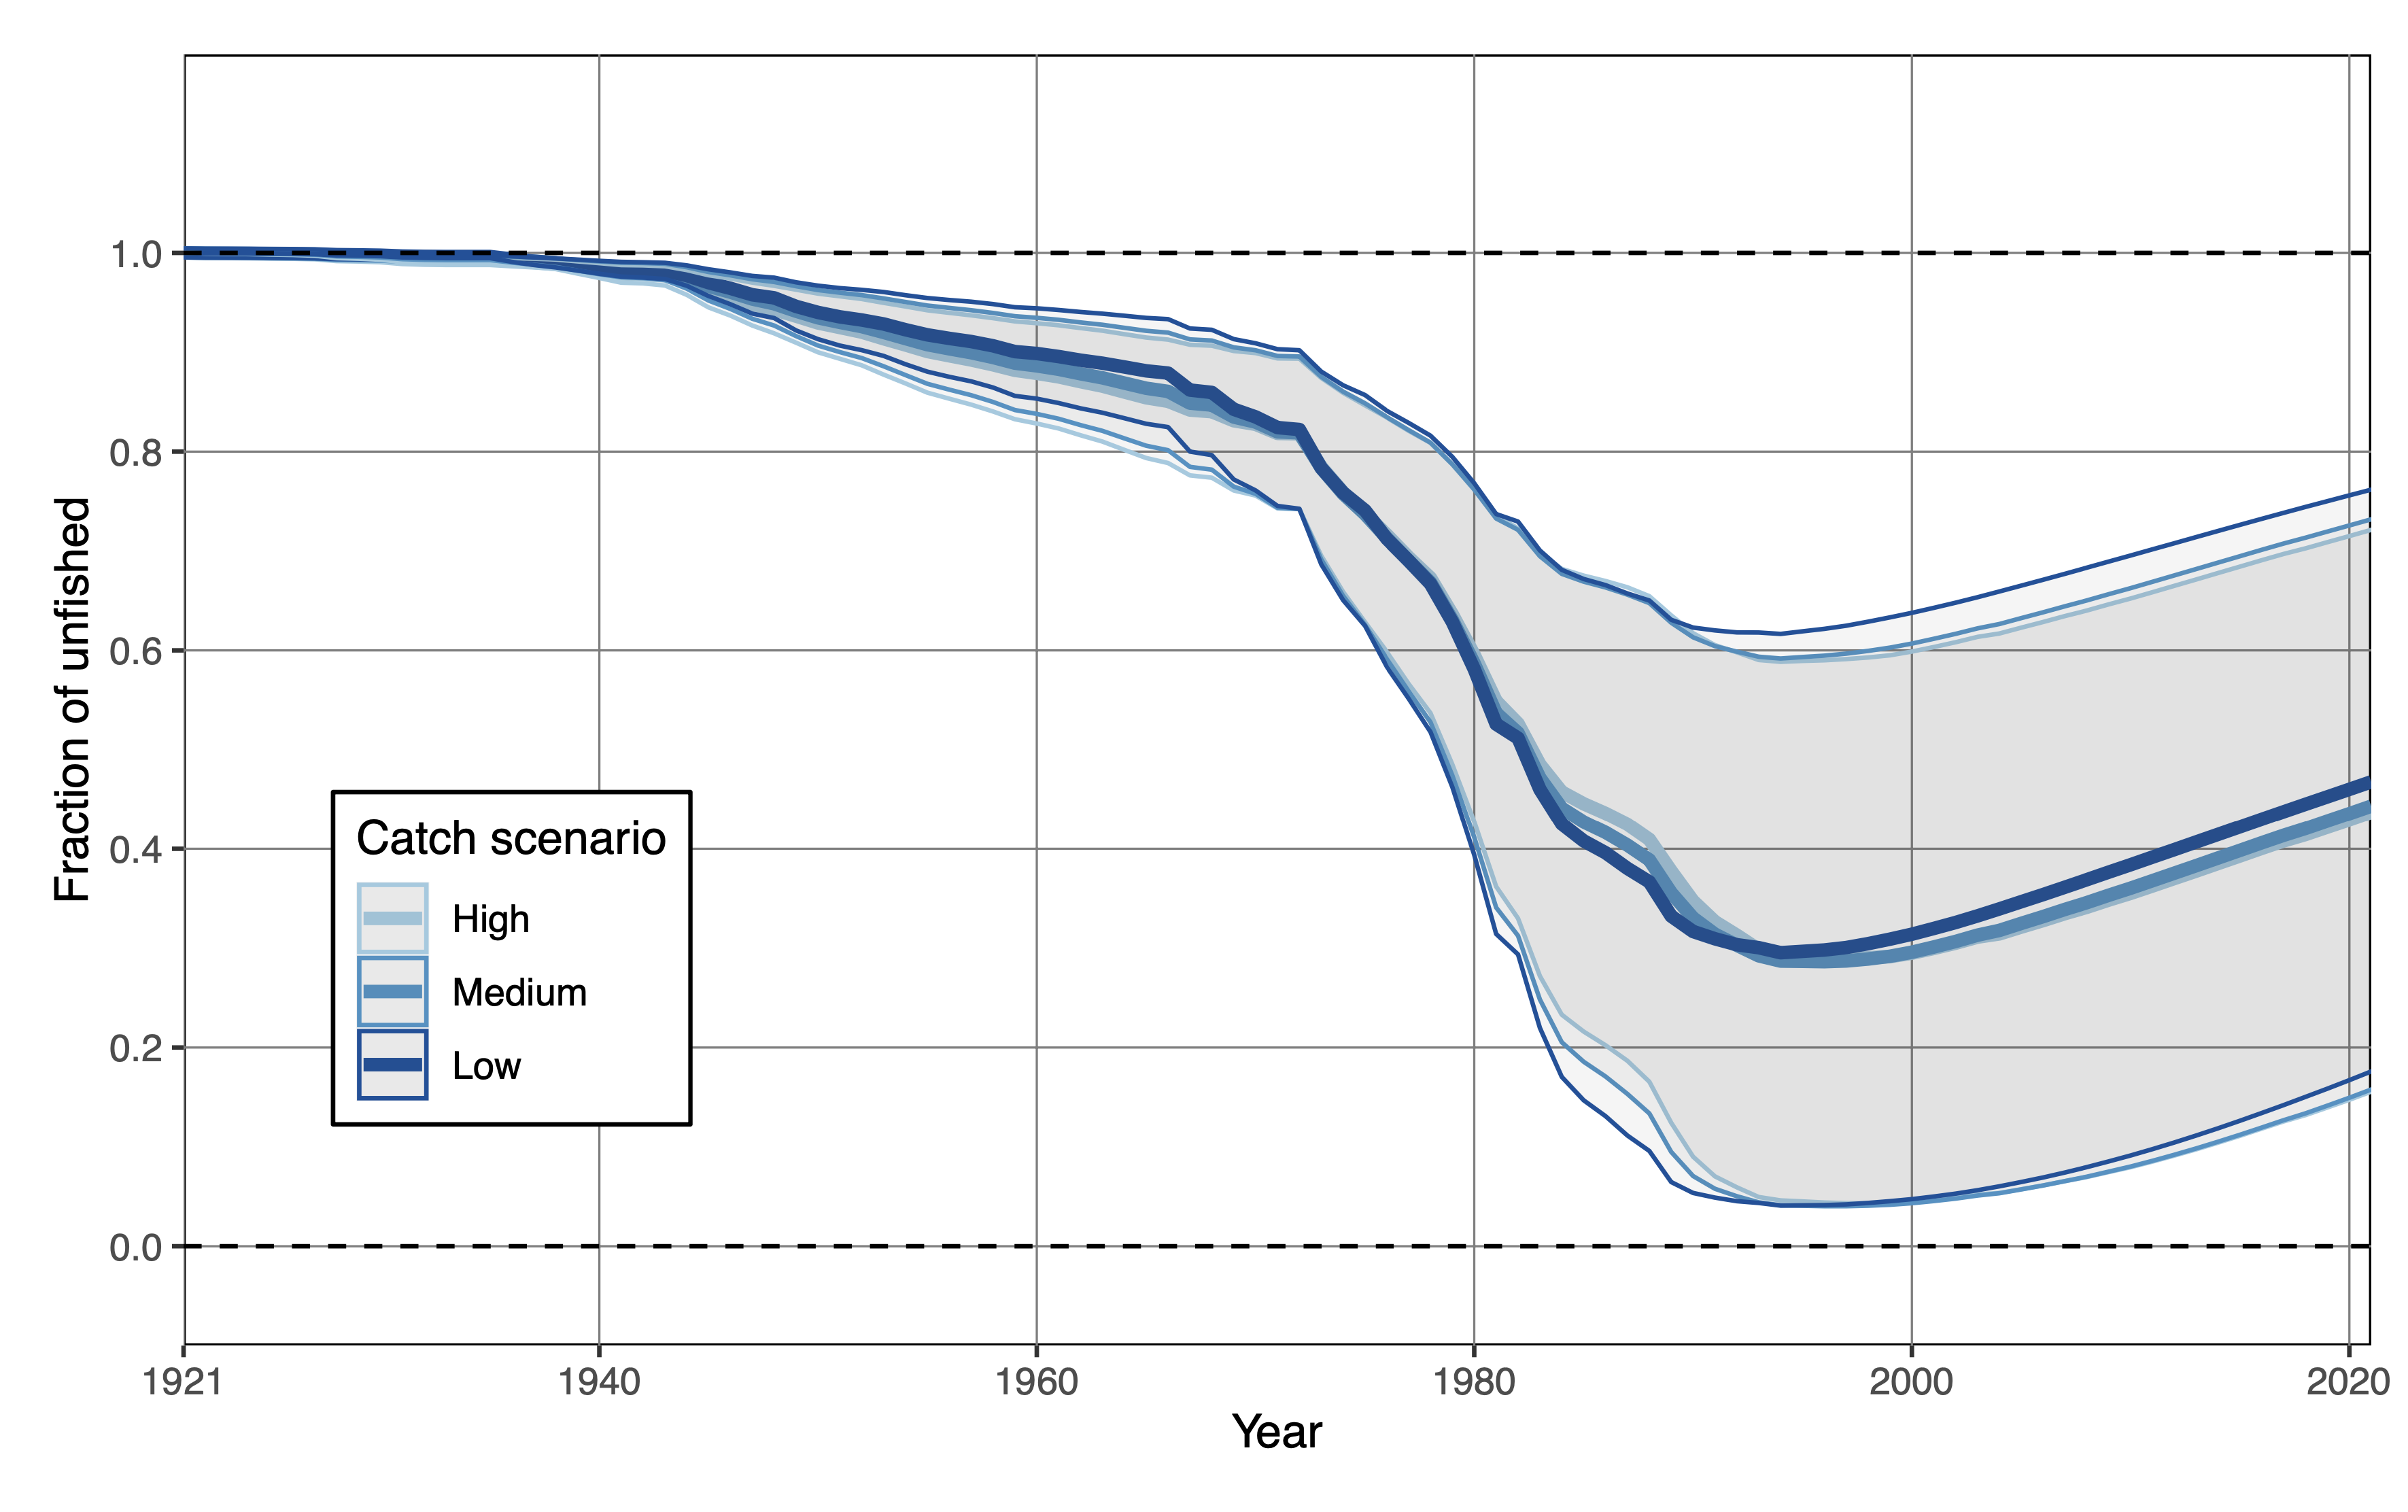 Fraction of unfished
1.0
0.8
0.6
0.4
0.2
0.0
Catch scenario
High
Medium
Low
1921 1940 1960 1980 2000 2020
Year